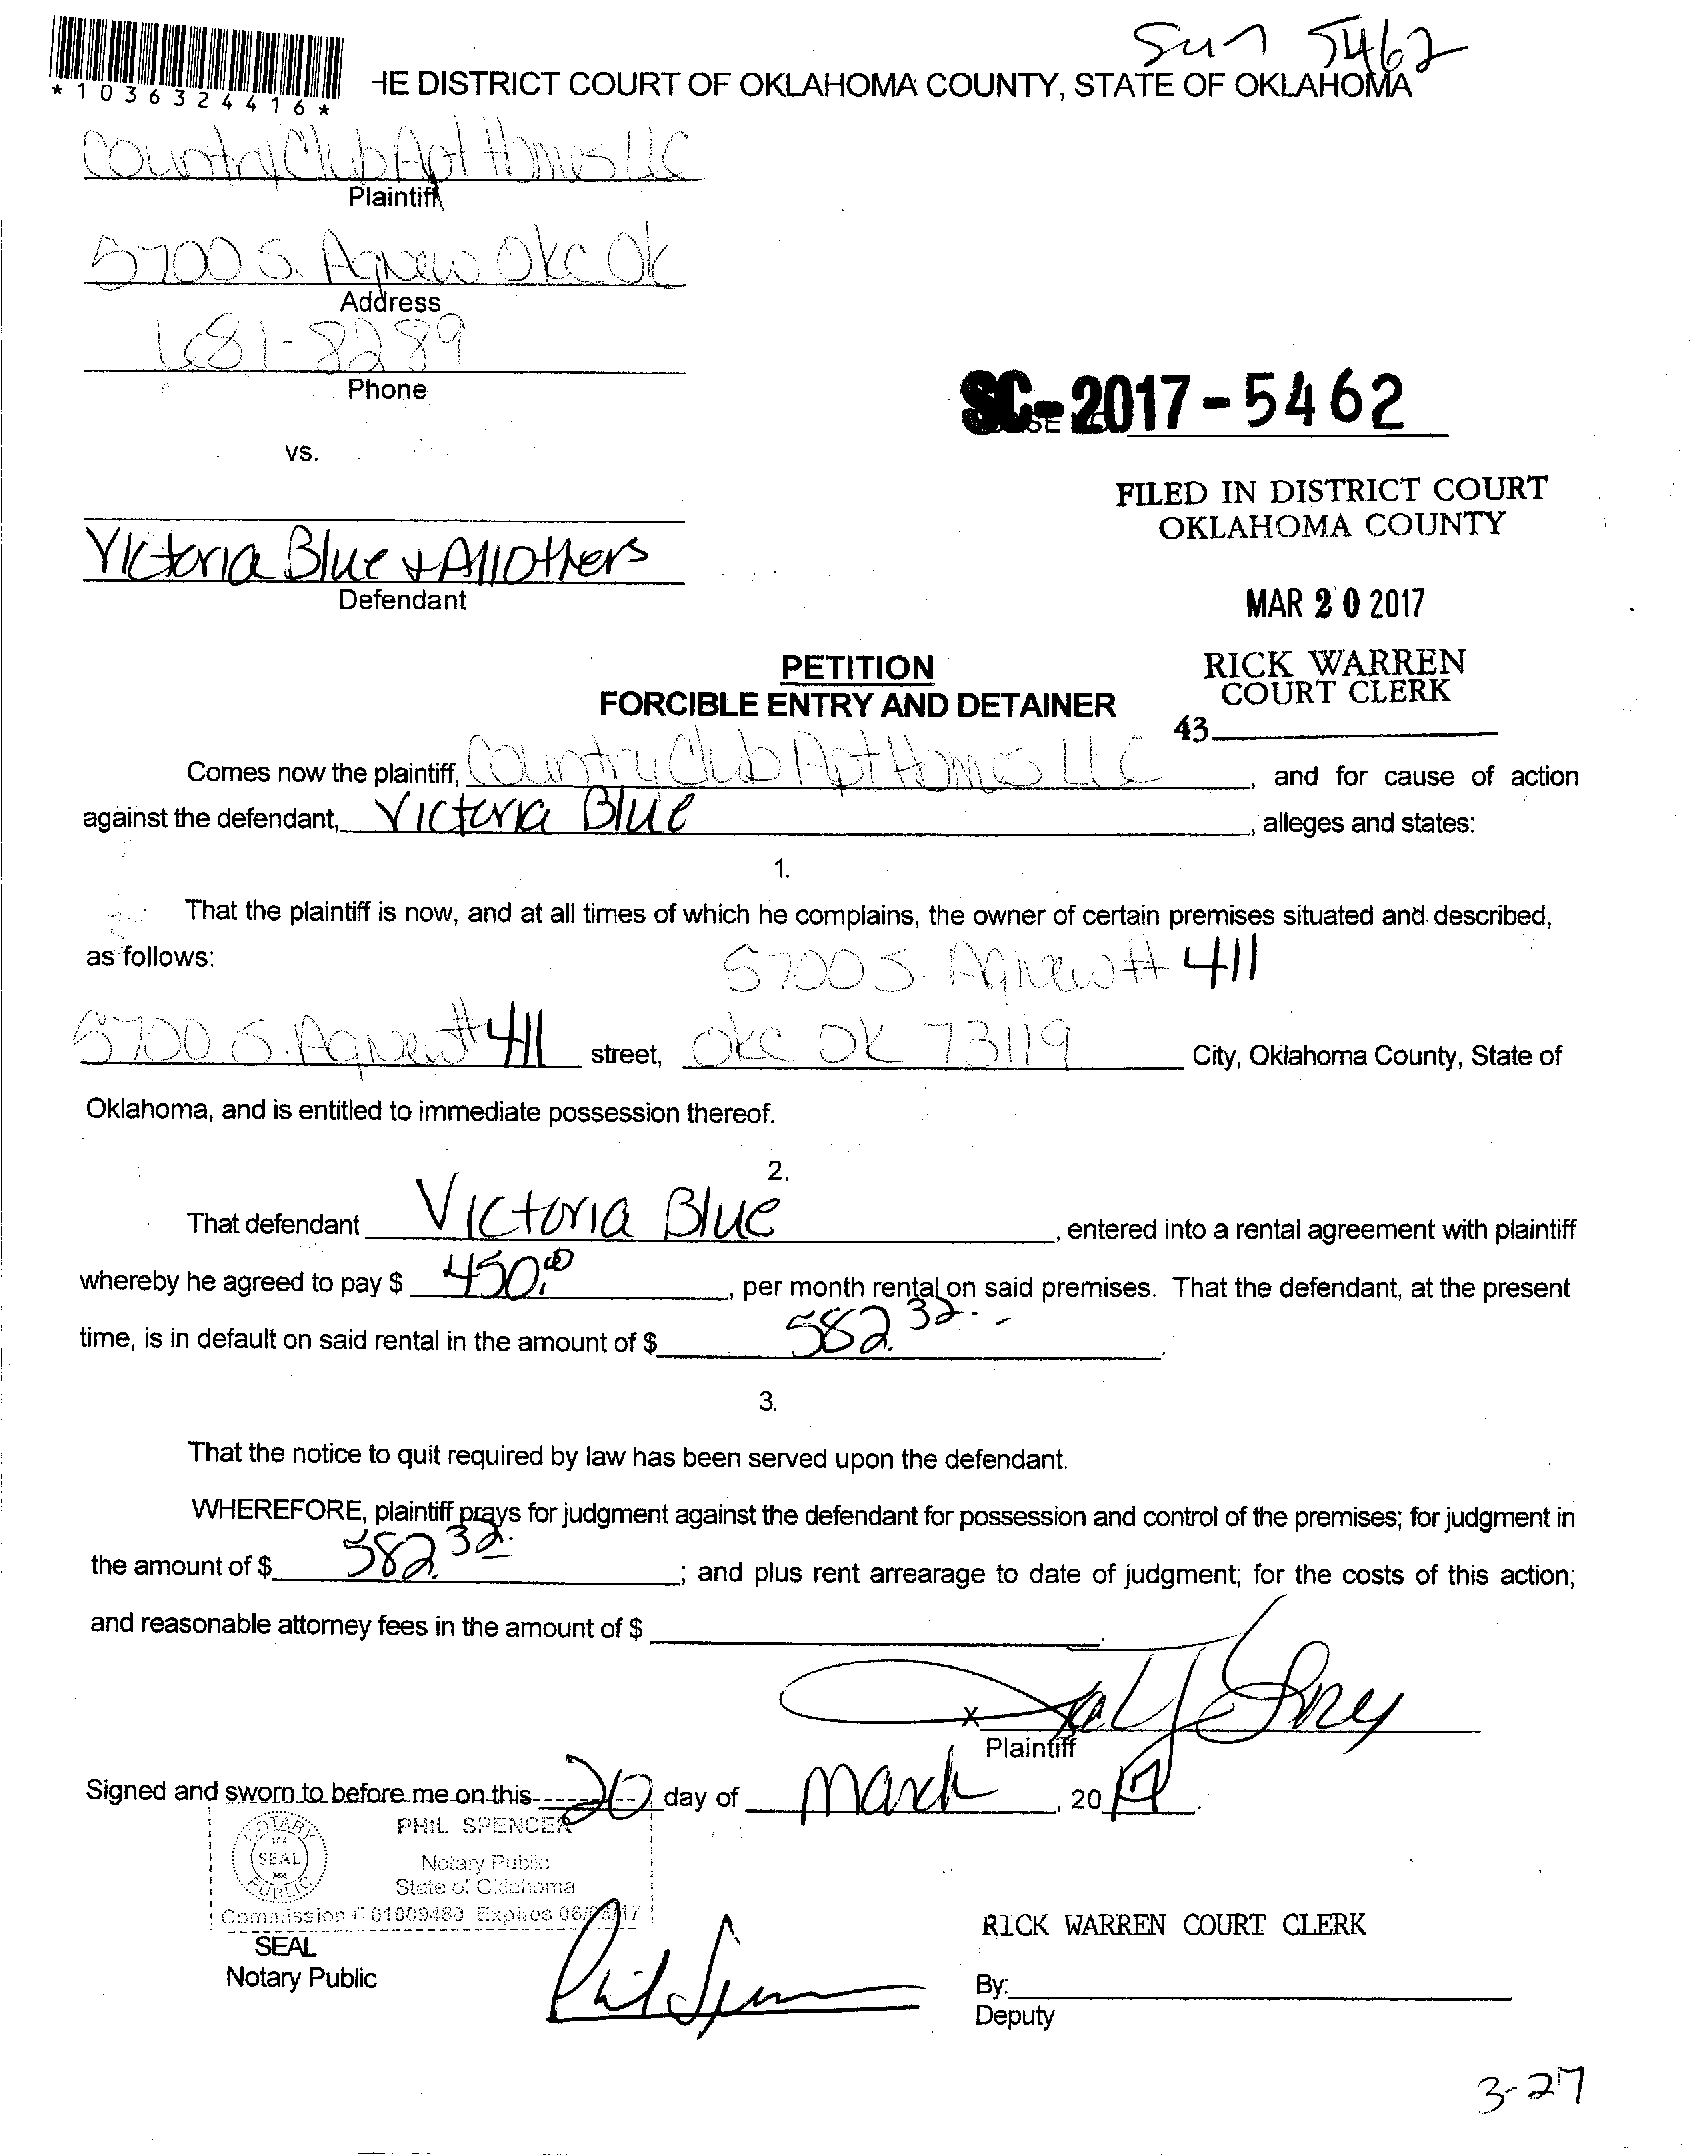 Sun 5462
*1036324416*
HE DISTRICT COURT OF OKLAHOMA COUNTY, STATE OF OKLAHOMA
Country Club Apt Homes LLC
Plaintiff
5700 S. Agnew Okc Ok
Address
681-8289
Phone
SC-2017-5462
vs.
FILED IN DISTRICT COURT
OKLAHOMA COUNTY
Victoria Blue + All Others
Defendant
MAR 20 2017
PETITION
FORCIBLE ENTRY AND DETAINER
RICK WARREN
COURT CLERK
43
Comes now the plaintiff, Country Club Apt Homes LLC, and for cause of action
against the defendant, Victoria Blue, alleges and states:
1.
That the plaintiff is now, and at all times of which he complains, the owner of certain premises situated and described,
as follows: 5700 S. Agnew # 411
5700 S. Agnew # 411 street, Okc Ok 73119 City, Oklahoma County, State of
Oklahoma, and is entitled to immediate possession thereof.
2.
That defendant Victoria Blue, entered into a rental agreement with plaintiff
whereby he agreed to pay $ 450.00, per month rental on said premises. That the defendant, at the present
time, is in default on said rental in the amount of $ 582.32.
3.
That the notice to quit required by law has been served upon the defendant.
WHEREFORE, plaintiff prays for judgment against the defendant for possession and control of the premises; for judgment in
the amount of $ 582.32; and plus rent arrearage to date of judgment; for the costs of this action;
and reasonable attorney fees in the amount of $
x
Plaintiff
Signed and sworn to before me on this 20 day of March, 2017.
NOTARY SEAL PUBLIC
PHIL SPENCER
Notary Public
State of Oklahoma
Commission # 01009480 Expires
SEAL
Notary Public
Phil Spencer
RICK WARREN COURT CLERK
By:
Deputy
3-27